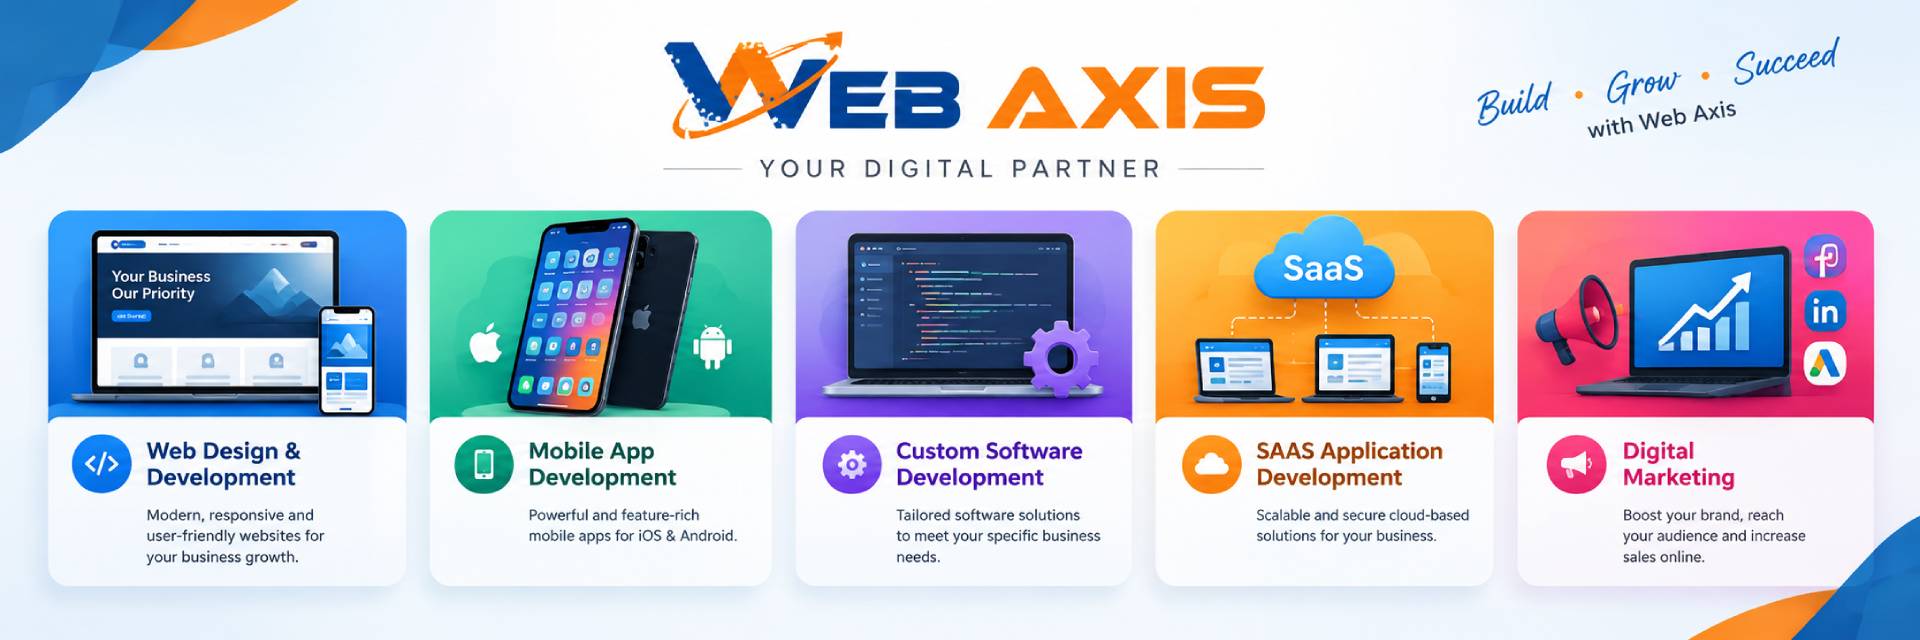 WEB AXIS
YOUR DIGITAL PARTNER
Build • Grow • Succeed
with Web Axis
Your Business
Our Priority
SaaS
in
Web Design &
Development
Modern, responsive and
user-friendly websites for
your business growth.
Mobile App
Development
Powerful and feature-rich
mobile apps for iOS & Android.
Custom Software
Development
Tailored software solutions
to meet your specific business
needs.
SAAS Application
Development
Scalable and secure cloud-based
solutions for your business.
Digital
Marketing
Boost your brand, reach
your audience and increase
sales online.